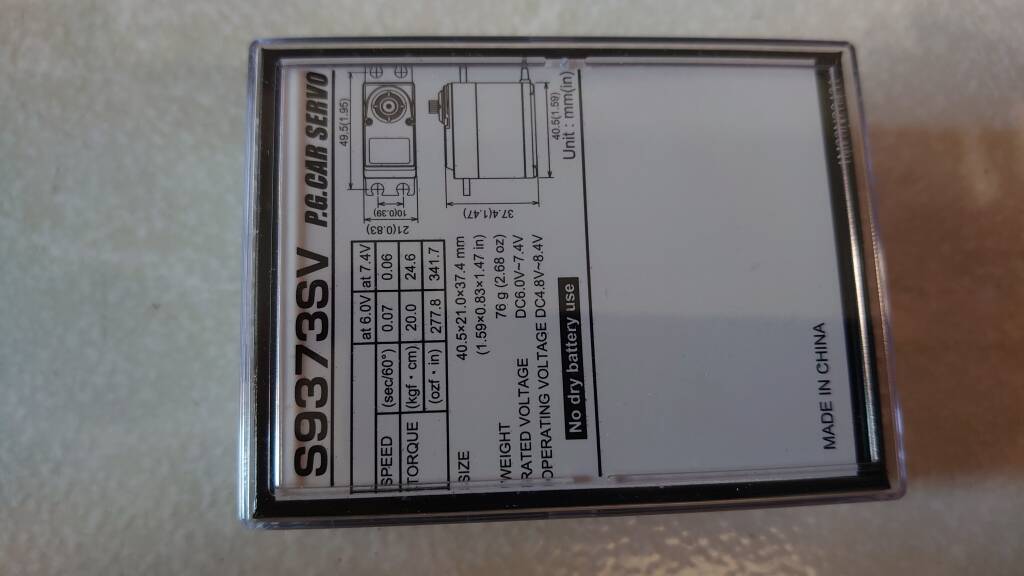 S9373SV P.G.CAR SERVO
at 6.0V at 7.4V
SPEED (sec/60°) 0.07 0.06
TORQUE (kgf・cm) 20.0 24.6
(ozf・in) 277.8 341.7
SIZE 40.5×21.0×37.4 mm
(1.59×0.83×1.47 in)
WEIGHT 76 g (2.68 oz)
RATED VOLTAGE DC6.0V~7.4V
OPERATING VOLTAGE DC4.8V~8.4V
No dry battery use
49.5(1.95)
10(0.39)
21(0.83)
37.4(1.47)
40.5(1.59)
Unit : mm(in)
MADE IN CHINA